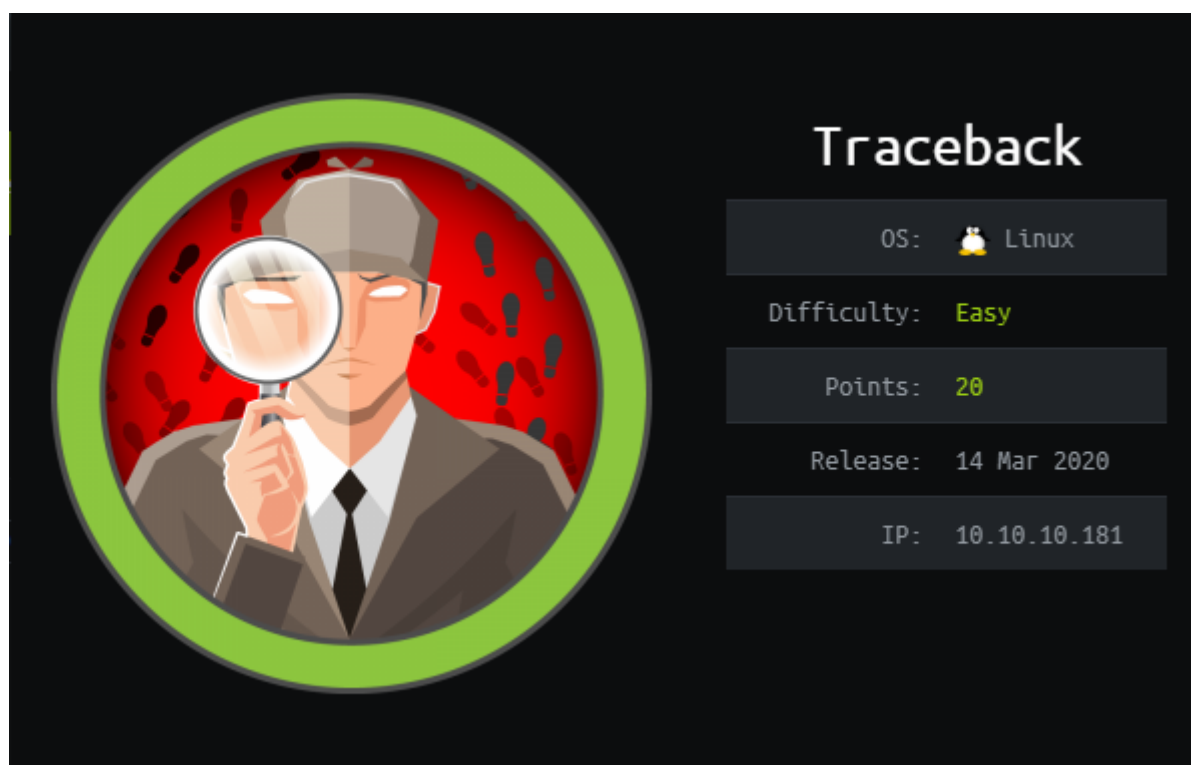 Traceback
OS: Linux
Difficulty: Easy
Points: 20
Release: 14 Mar 2020
IP: 10.10.10.181